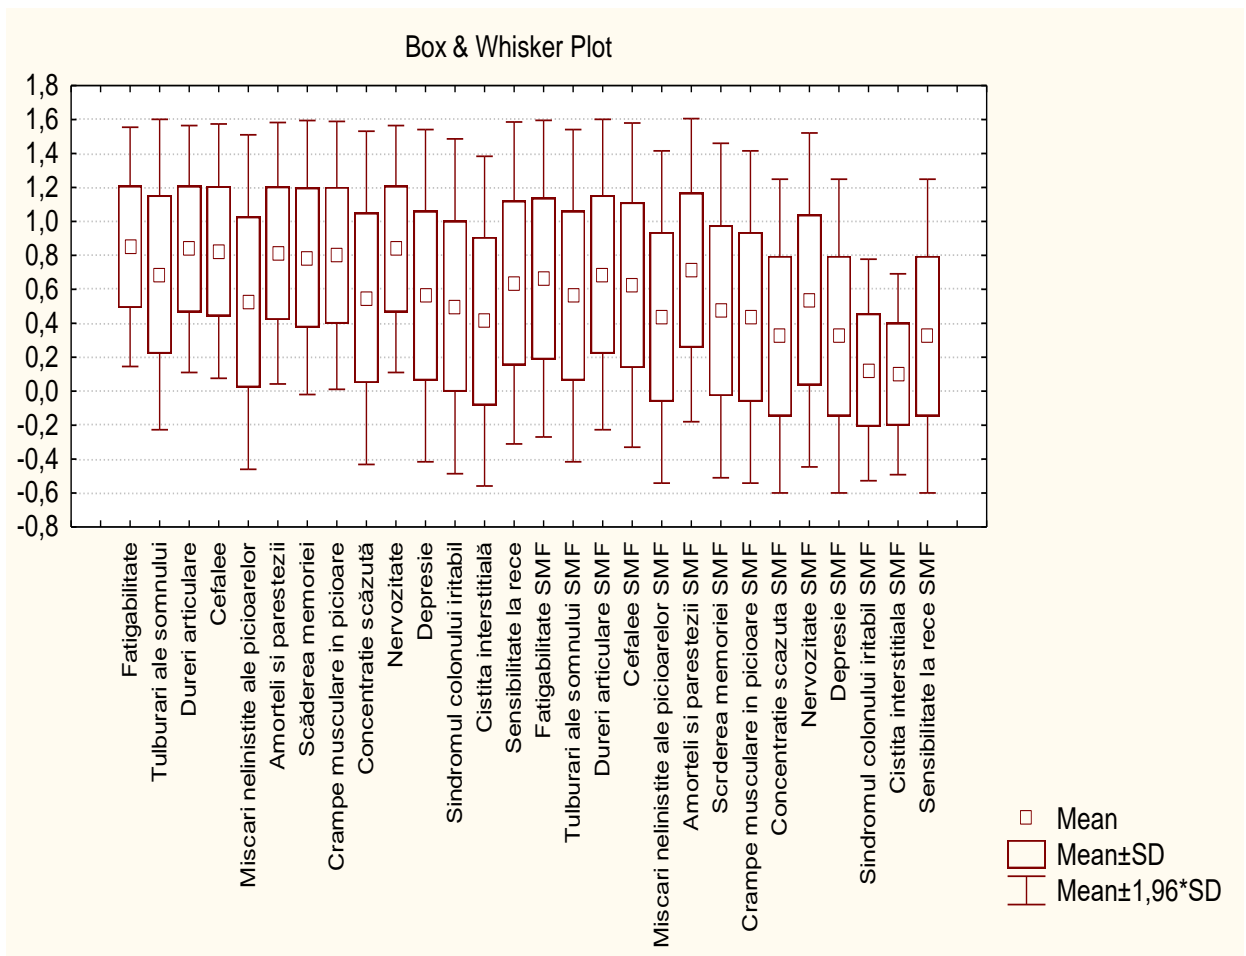 Box & Whisker Plot
1,8
1,6
1,4
1,2
1,0
0,8
0,6
0,4
0,2
0,0
-0,2
-0,4
-0,6
-0,8
Fatigabilitate
Tulburari ale somnului
Dureri articulare
Cefalee
Miscari nelinistite ale picioarelor
Amorteli si parestezii
Scăderea memoriei
Crampe musculare in picioare
Concentratie scăzută
Nervozitate
Depresie
Sindromul colonului iritabil
Cistita interstitială
Sensibilitate la rece
Fatigabilitate SMF
Tulburari ale somnului SMF
Dureri articulare SMF
Cefalee SMF
Miscari nelinistite ale picioarelor SMF
Amorteli si parestezii SMF
Scrderea memoriei SMF
Crampe musculare in picioare SMF
Concentratie scazuta SMF
Nervozitate SMF
Depresie SMF
Sindromul colonului iritabil SMF
Cistita interstitiala SMF
Sensibilitate la rece SMF
Mean
Mean±SD
Mean±1,96*SD